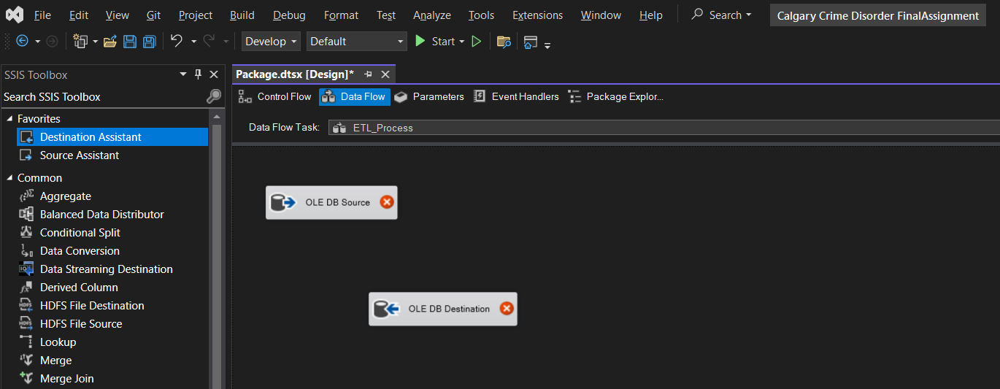 File Edit View Git Project Build Debug Format Test Analyze Tools Extensions Window Help Search Calgary Crime Disorder FinalAssignment
Develop Default Start
SSIS Toolbox
Search SSIS Toolbox
Favorites
Destination Assistant
Source Assistant
Common
Aggregate
Balanced Data Distributor
Conditional Split
Data Conversion
Data Streaming Destination
Derived Column
HDFS File Destination
HDFS File Source
Lookup
Merge
Merge Join
Package.dtsx [Design]*
Control Flow Data Flow Parameters Event Handlers Package Explor...
Data Flow Task: ETL_Process
OLE DB Source
OLE DB Destination